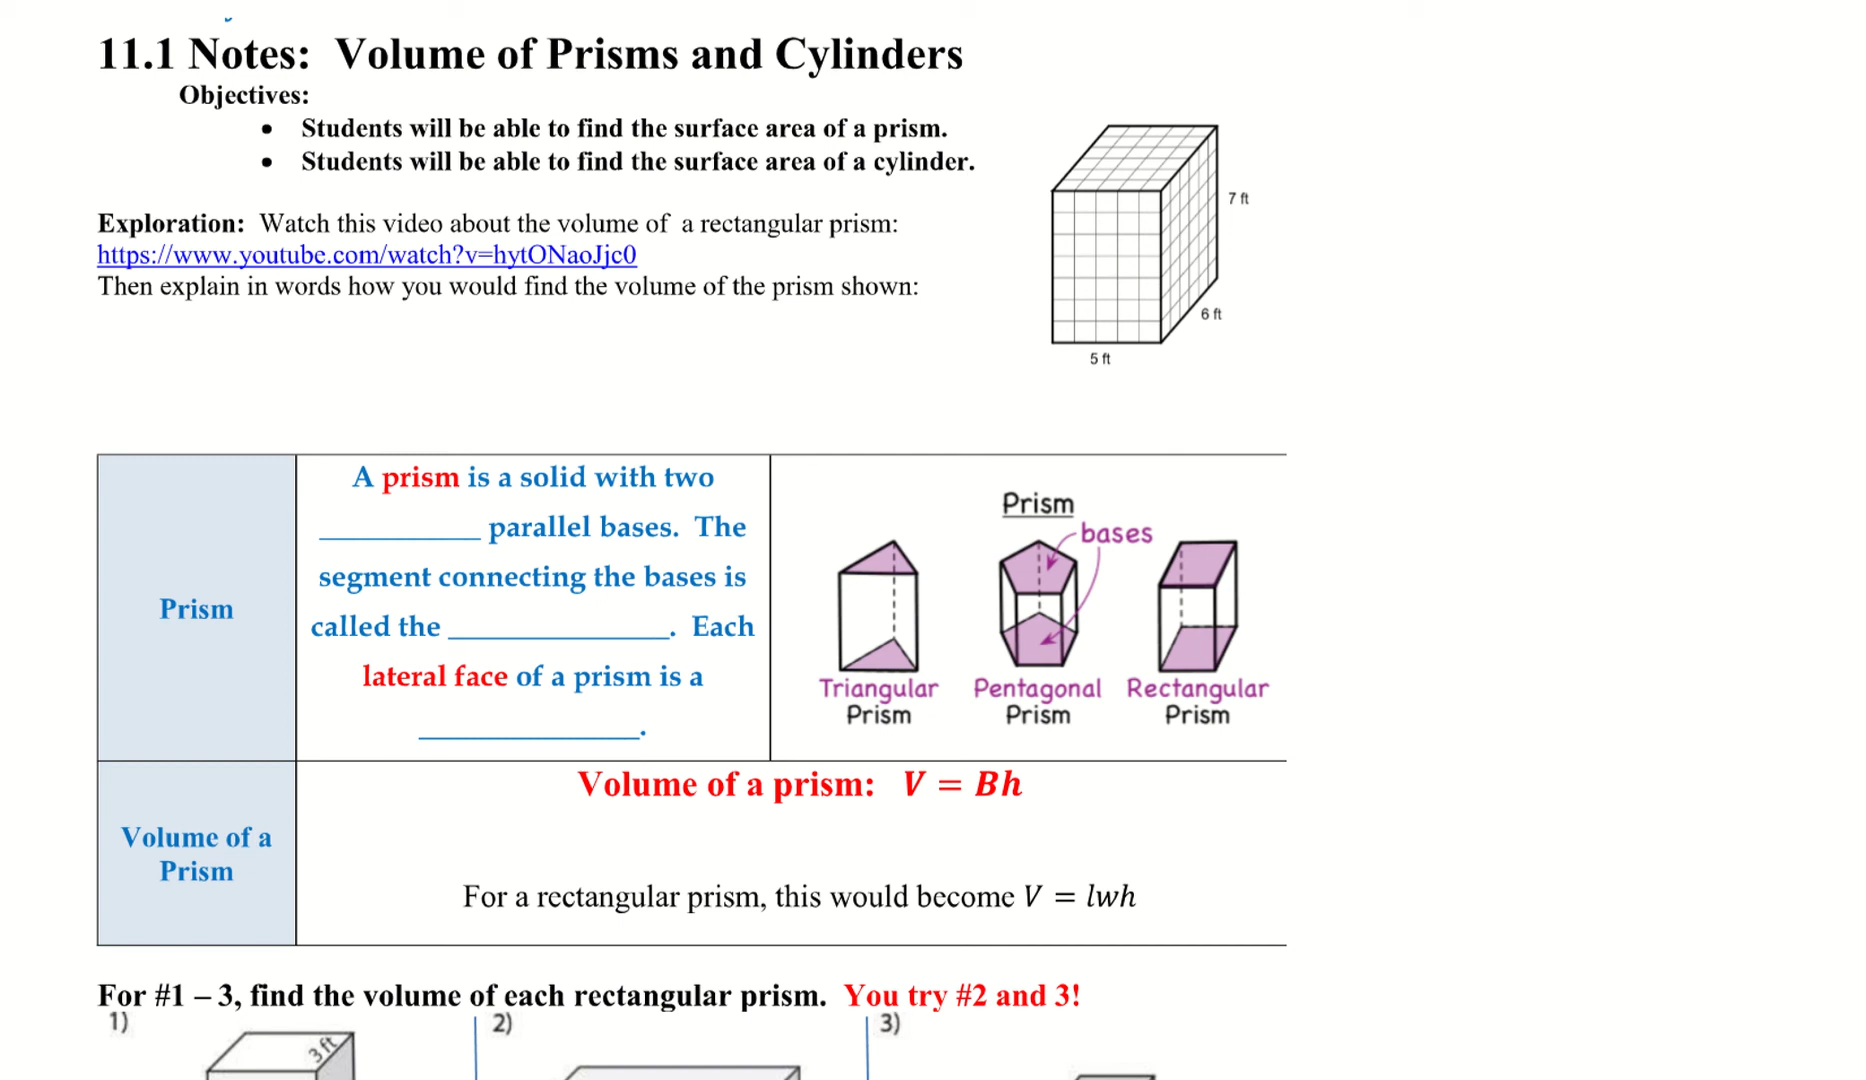 11.1 Notes: Volume of Prisms and Cylinders
Objectives:
• Students will be able to find the surface area of a prism.
• Students will be able to find the surface area of a cylinder.
7 ft
Exploration: Watch this video about the volume of a rectangular prism:
https://www.youtube.com/watch?v=hytONaoJjc0
Then explain in words how you would find the volume of the prism shown:
6 ft
5 ft
Prism
A prism is a solid with two
___________ parallel bases. The
segment connecting the bases is
called the _______________. Each
lateral face of a prism is a
_______________.
Prism
bases
Triangular Prism
Pentagonal Prism
Rectangular Prism
Volume of a
Prism
Volume of a prism: V = Bh
For a rectangular prism, this would become V = lwh
For #1 – 3, find the volume of each rectangular prism. You try #2 and 3!
1)
2)
3)
3 ft